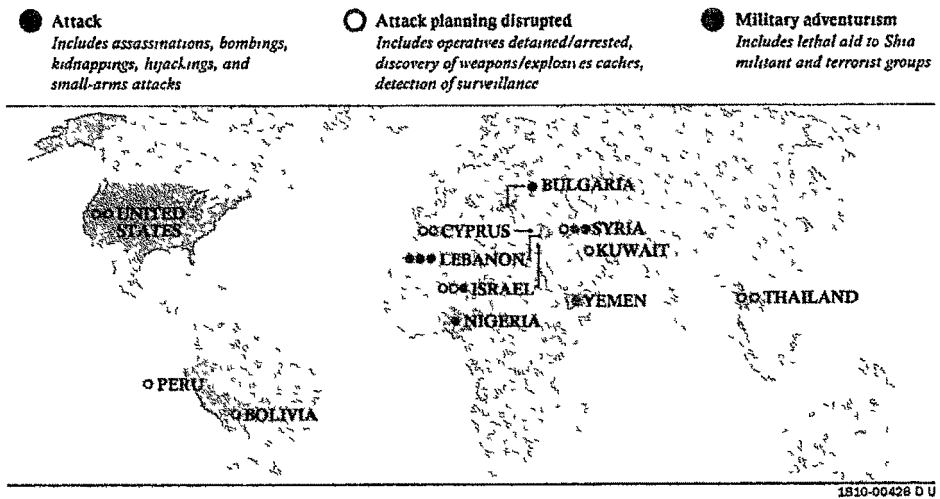 Attack
Includes assassinations, bombings,
kidnappings, hijackings, and
small-arms attacks
Attack planning disrupted
Includes operatives detained/arrested,
discovery of weapons/explosives caches,
detection of surveillance
Military adventurism
Includes lethal aid to Shia
militant and terrorist groups
BULGARIA
UNITED
STATES
CYPRUS
SYRIA
KUWAIT
LEBANON
ISRAEL
YEMEN
THAILAND
NIGERIA
PERU
BOLIVIA
1810-00428 D U